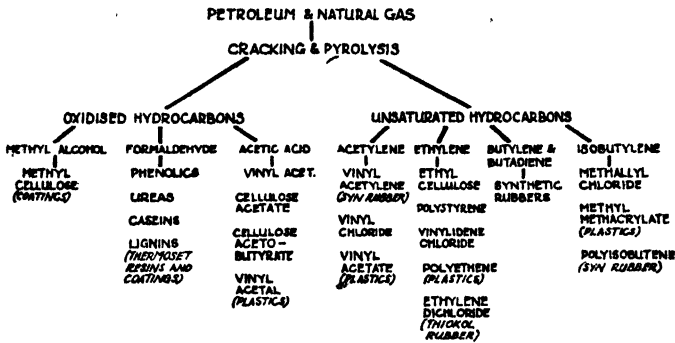 PETROLEUM & NATURAL GAS
CRACKING & PYROLYSIS
OXIDISED HYDROCARBONS
UNSATURATED HYDROCARBONS
METHYL ALCOHOL
METHYL
CELLULOSE
(COATINGS)
FORMALDEHYDE
PHENOLICS
UREAS
CASEINS
LIGNINS
(THERMOSET
RESINS AND
COATINGS)
ACETIC ACID
VINYL ACET.
CELLULOSE
ACETATE
CELLULOSE
ACETO-
BUTYRATE
VINYL
ACETAL
(PLASTICS)
ACETYLENE
VINYL
ACETYLENE
(SYN RUBBER)
VINYL
CHLORIDE
VINYL
ACETATE
(PLASTICS)
ETHYLENE
ETHYL
CELLULOSE
POLYSTYRENE
VINYLIDENE
CHLORIDE
POLYETHENE
(PLASTICS)
ETHYLENE
DICHLORIDE
(THIOKOL
RUBBER)
BUTYLENE &
BUTADIENE
SYNTHETIC
RUBBERS
ISOBUTYLENE
METHALLYL
CHLORIDE
METHYL
METHACRYLATE
(PLASTICS)
POLYISOBUTENE
(SYN RUBBER)